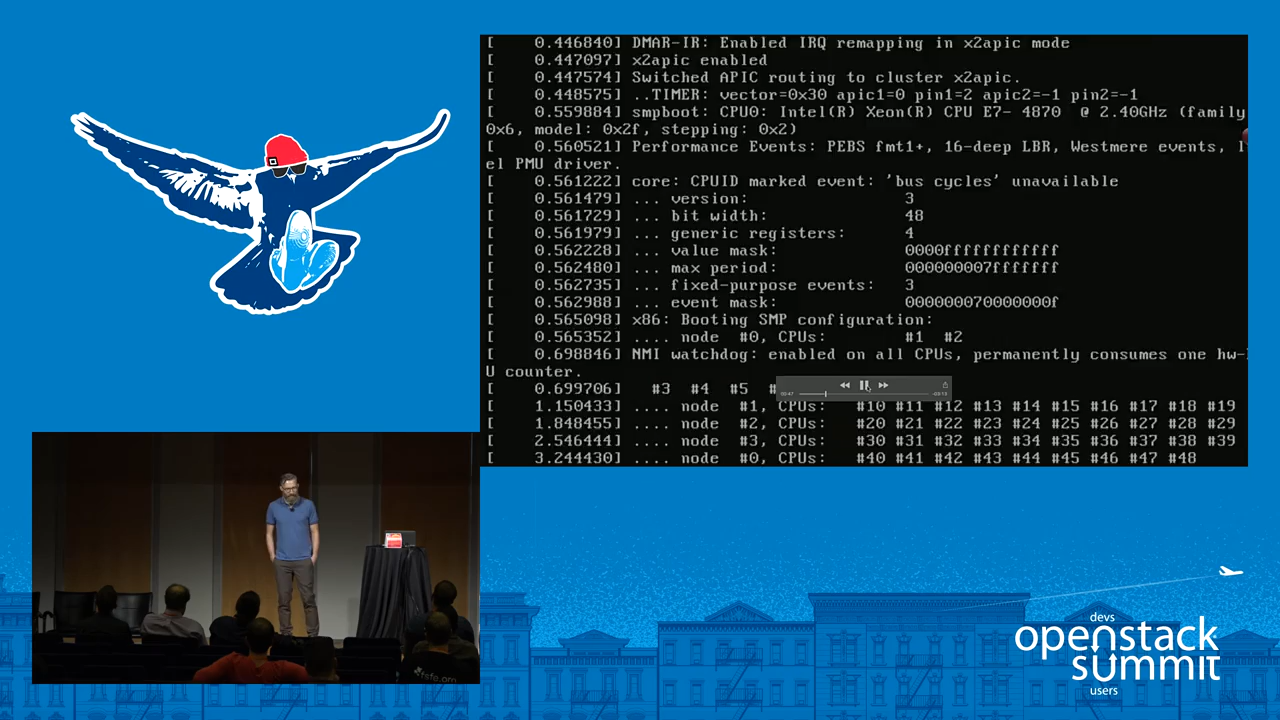 [    0.446840] DMAR-IR: Enabled IRQ remapping in x2apic mode
[    0.447097] x2apic enabled
[    0.447574] Switched APIC routing to cluster x2apic.
[    0.448575] ..TIMER: vector=0x30 apic1=0 pin1=2 apic2=-1 pin2=-1
[    0.559884] smpboot: CPU0: Intel(R) Xeon(R) CPU E7- 4870  @ 2.40GHz (family
0x6, model: 0x2f, stepping: 0x2)
[    0.560521] Performance Events: PEBS fmt1+, 16-deep LBR, Westmere events,
el PMU driver.
[    0.561222] core: CPUID marked event: 'bus cycles' unavailable
[    0.561479] ... version:                3
[    0.561729] ... bit width:              48
[    0.561979] ... generic registers:      4
[    0.562228] ... value mask:             0000ffffffffffff
[    0.562480] ... max period:             000000007fffffff
[    0.562735] ... fixed-purpose events:   3
[    0.562988] ... event mask:             000000070000000f
[    0.565098] x86: Booting SMP configuration:
[    0.565352] .... node  #0, CPUs:        #1  #2
[    0.698846] NMI watchdog: enabled on all CPUs, permanently consumes one hw-
U counter.
[    0.699706]   #3  #4  #5  #
00:47
-03:13
[    1.150433] .... node  #1, CPUs:   #10 #11 #12 #13 #14 #15 #16 #17 #18 #19
[    1.848455] .... node  #2, CPUs:   #20 #21 #22 #23 #24 #25 #26 #27 #28 #29
[    2.546444] .... node  #3, CPUs:   #30 #31 #32 #33 #34 #35 #36 #37 #38 #39
[    3.244430] .... node  #0, CPUs:   #40 #41 #42 #43 #44 #45 #46 #47 #48
devs
openstack
summit
users